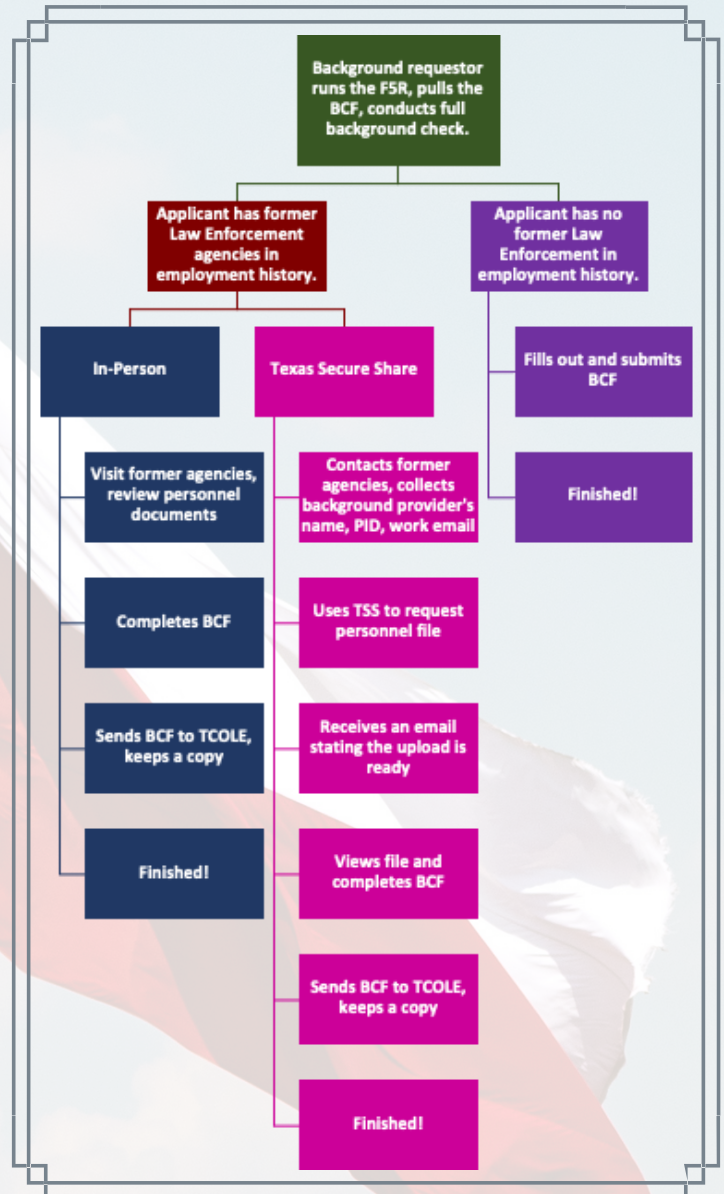 Background requestor
runs the F5R, pulls the
BCF, conducts full
background check.
Applicant has former
Law Enforcement
agencies in
employment history.
Applicant has no
former Law
Enforcement in
employment history.
In-Person
Texas Secure Share
Fills out and submits
BCF
Visit former agencies,
review personnel
documents
Contacts former
agencies, collects
background provider's
name, PID, work email
Finished!
Completes BCF
Uses TSS to request
personnel file
Sends BCF to TCOLE,
keeps a copy
Receives an email
stating the upload is
ready
Finished!
Views file and
completes BCF
Sends BCF to TCOLE,
keeps a copy
Finished!